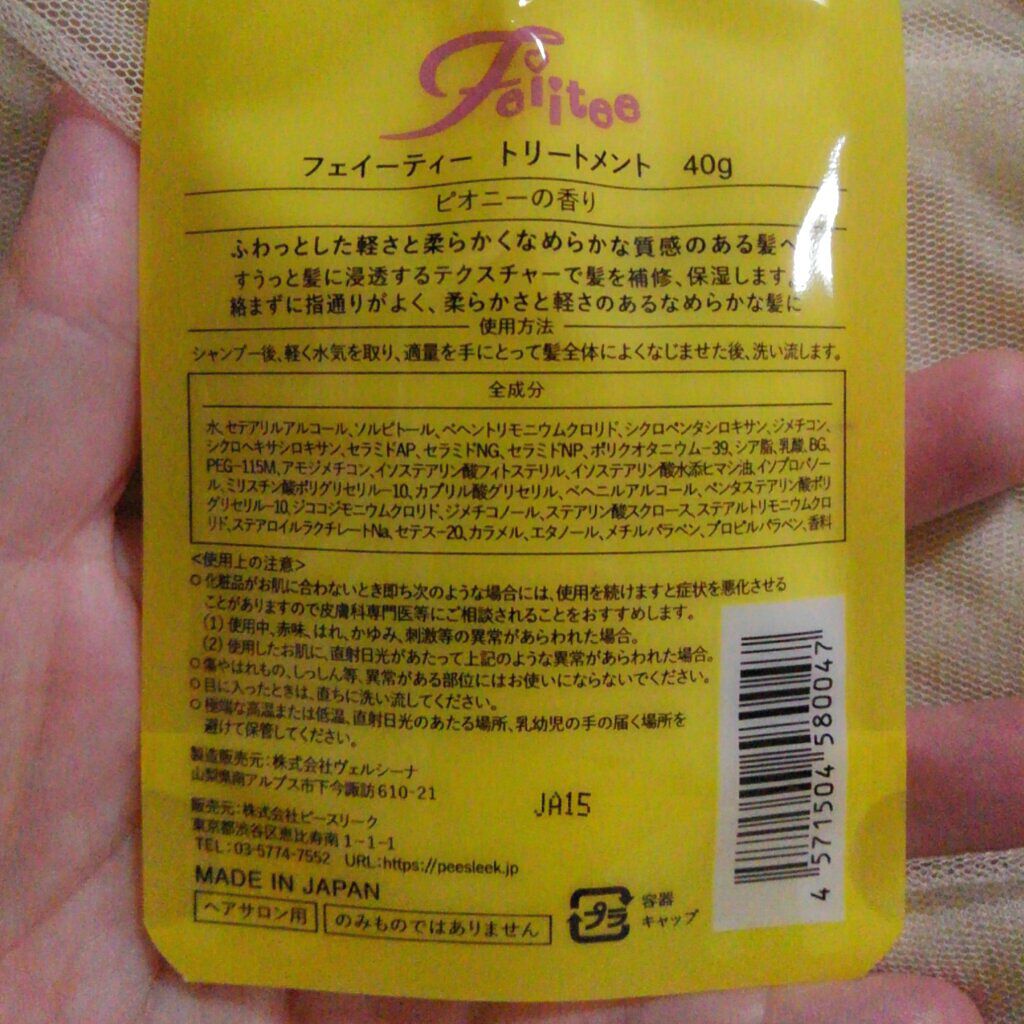 Feiitee
フェイーティー トリートメント 40g
ピオニーの香り
ふわっとした軽さと柔らかくなめらかな質感のある髪へ
すうっと髪に浸透するテクスチャーで髪を補修、保湿します。
絡まずに指通りがよく、柔らかさと軽さのあるなめらかな髪に
使用方法
シャンプー後、軽く水気を取り、適量を手にとって髪全体によくなじませた後、洗い流します。
全成分
水、セテアリルアルコール、ソルビトール、ベヘントリモニウムクロリド、シクロペンタシロキサン、ジメチコン、
シクロヘキサシロキサン、セラミドAP、セラミドNG、セラミドNP、ポリクオタニウム-39、シア脂、乳酸、BG、
PEG-115M、アモジメチコン、イソステアリン酸フィトステリル、イソステアリン酸水添ヒマシ油、イソプロパノー
ル、ミリスチン酸ポリグリセリル-10、カプリル酸グリセリル、ベヘニルアルコール、ペンタステアリン酸ポリ
グリセリル-10、ジココジモニウムクロリド、ジメチコノール、ステアリン酸スクロース、ステアルトリモニウムクロ
リド、ステアロイルラクチレートNa、セテス-20、カラメル、エタノール、メチルパラベン、プロピルパラベン、香料
<使用上の注意>
○化粧品がお肌に合わないとき即ち次のような場合には、使用を続けますと症状を悪化させる
ことがありますので皮膚科専門医等にご相談されることをおすすめします。
(1) 使用中、赤味、はれ、かゆみ、刺激等の異常があらわれた場合。
(2) 使用したお肌に、直射日光があたって上記のような異常があらわれた場合。
○傷やはれもの、しっしん等、異常がある部位にはお使いにならないでください。
○目に入ったときは、直ちに洗い流してください。
○極端な高温または低温、直射日光のあたる場所、乳幼児の手の届く場所を
避けて保管してください。
製造販売元：株式会社ヴェルシーナ
山梨県南アルプス市下今諏訪610-21
販売元：株式会社ピースリーク
東京都渋谷区恵比寿南1-1-1
TEL：03-5774-7552 URL：https://peesleek.jp
MADE IN JAPAN
ヘアサロン用 のみものではありません
JA15
プラ
容器
キャップ
4571504580047